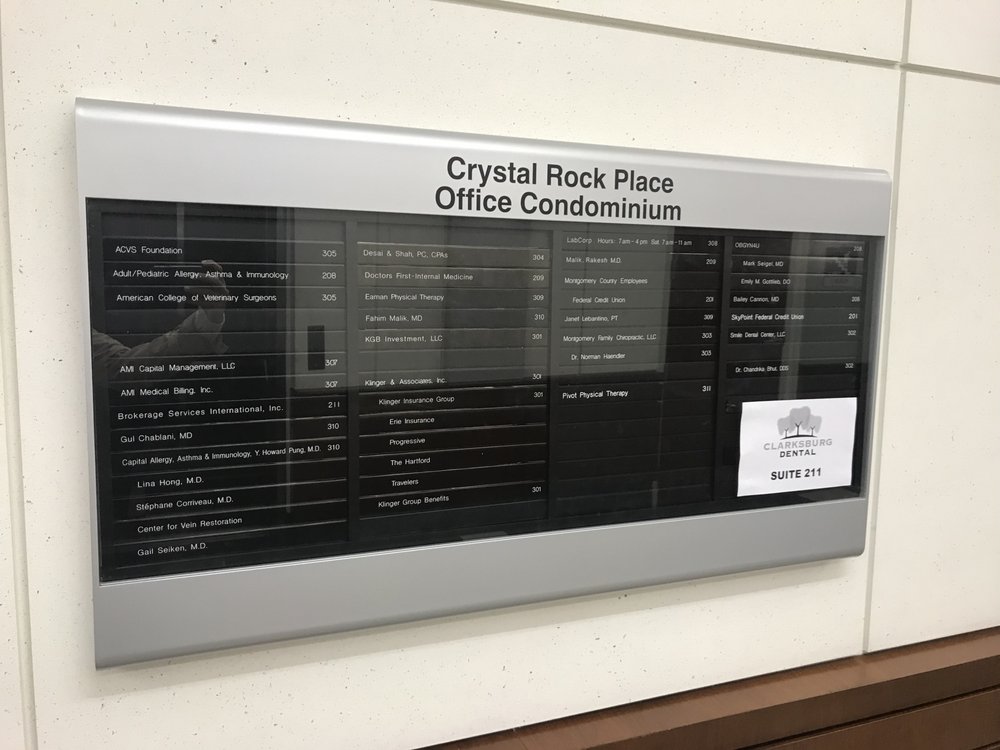 Crystal Rock Place
Office Condominium
ACVS Foundation 305
Adult/Pediatric Allergy, Asthma & Immunology 208
American College of Veterinary Surgeons 305
AMI Capital Management, LLC 307
AMI Medical Billing, Inc. 307
Brokerage Services International, Inc. 211
Gul Chablani, MD 310
Capital Allergy, Asthma & Immunology, Y. Howard Pung, M.D. 310
Lina Hong, M.D.
Stéphane Corriveau, M.D.
Center for Vein Restoration
Gail Seiken, M.D.
Desai & Shah, PC, CPAs 304
Doctors First-Internal Medicine 209
Eaman Physical Therapy 309
Fahim Malik, MD 310
KGB Investment, LLC 301
Klinger & Associates, Inc. 301
Klinger Insurance Group 301
Erie Insurance
Progressive
The Hartford
Travelers
Klinger Group Benefits 301
LabCorp Hours: 7am - 4pm Sat. 7am - 11am 308
Malik, Rakesh M.D. 209
Montgomery County Employees
Federal Credit Union 201
Janet Lebantino, PT 309
Montgomery Family Chiropractic, LLC 303
Dr. Norman Haendler 303
Pivot Physical Therapy 311
OBGYN4U 208
Mark Seigel, MD
Emily M. Gottlieb, DO
Bailey Cannon, MD 208
SkyPoint Federal Credit Union 201
Smile Dental Center, LLC 302
Dr. Chandrika Bhut, DDS 302
CLARKSBURG
DENTAL
SUITE 211